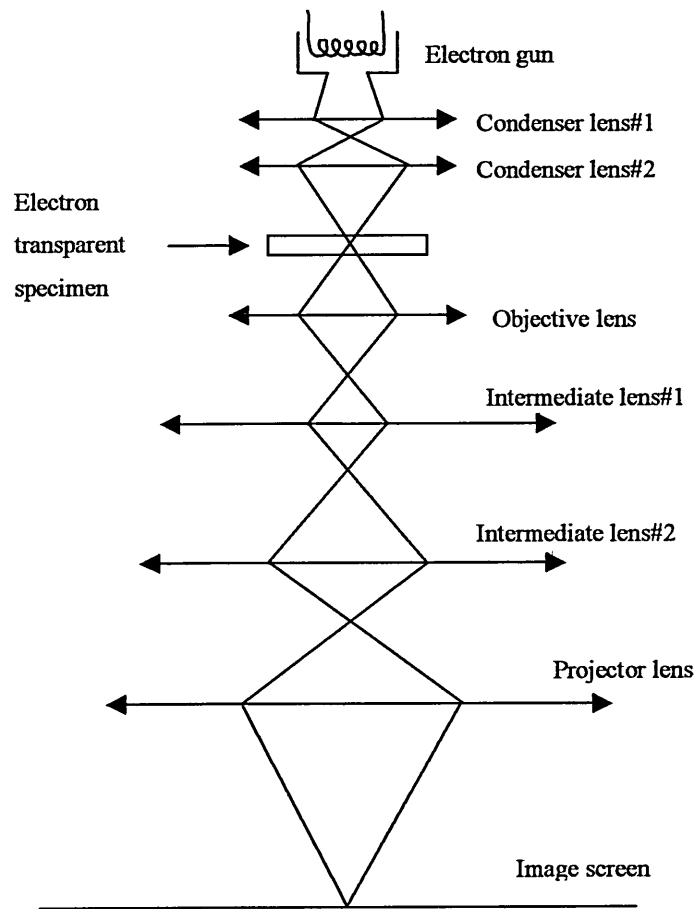 Electron gun
Condenser lens#1
Condenser lens#2
Electron
transparent
specimen
Objective lens
Intermediate lens#1
Intermediate lens#2
Projector lens
Image screen